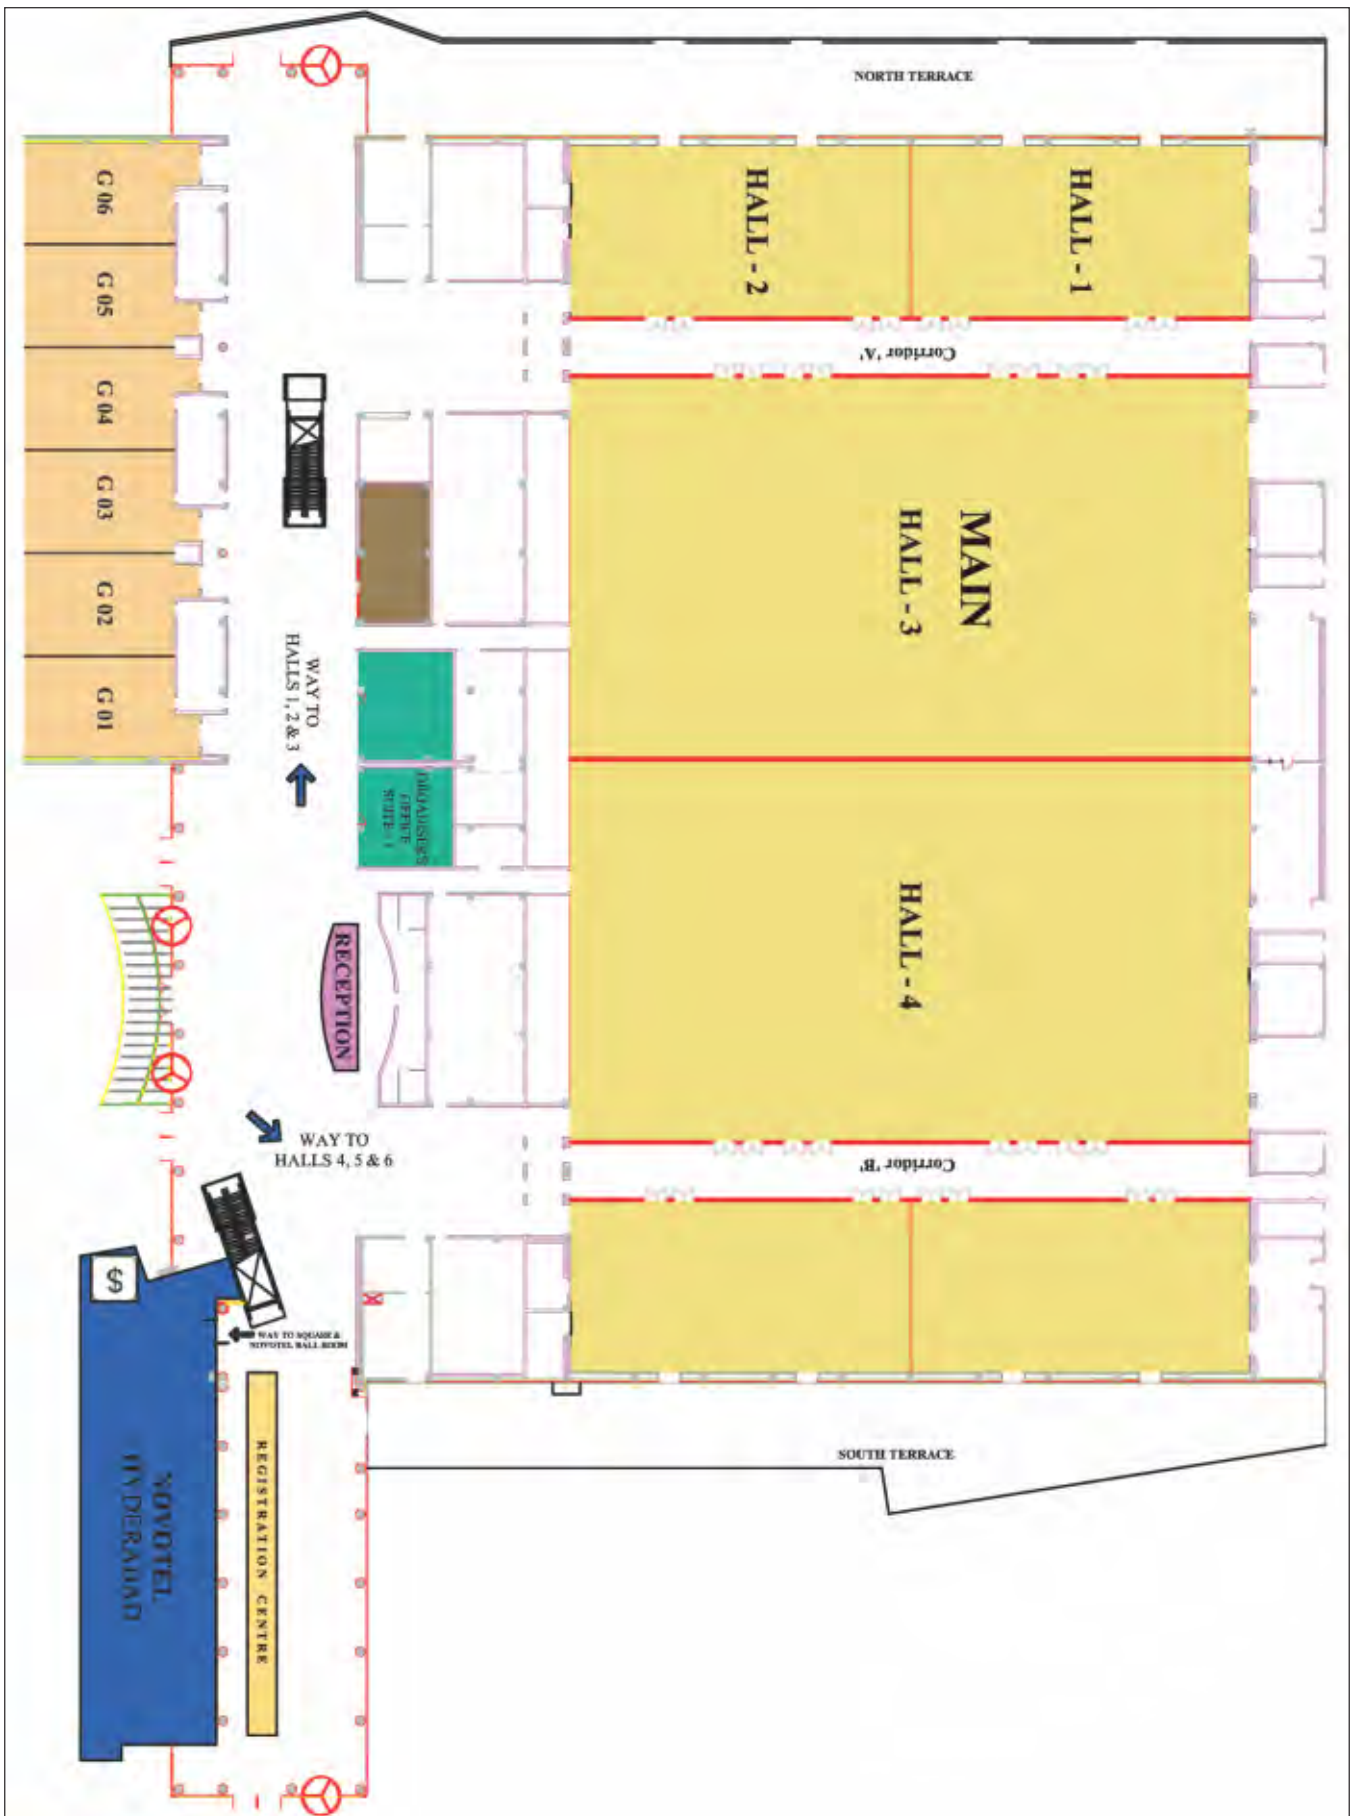 NORTH TERRACE
HALL - 1
HALL - 2
Corridor 'A'
MAIN
HALL - 3
HALL - 4
Corridor 'B'
G 06
G 05
G 04
G 03
G 02
G 01
WAY TO
HALLS 1, 2 & 3
OFFICE
RECEPTION
WAY TO
HALLS 4, 5 & 6
$
WAY TO SQUARE &
NOVOTEL BALL ROOM
REGISTRATION CENTRE
NOVOTEL
SOUTH TERRACE